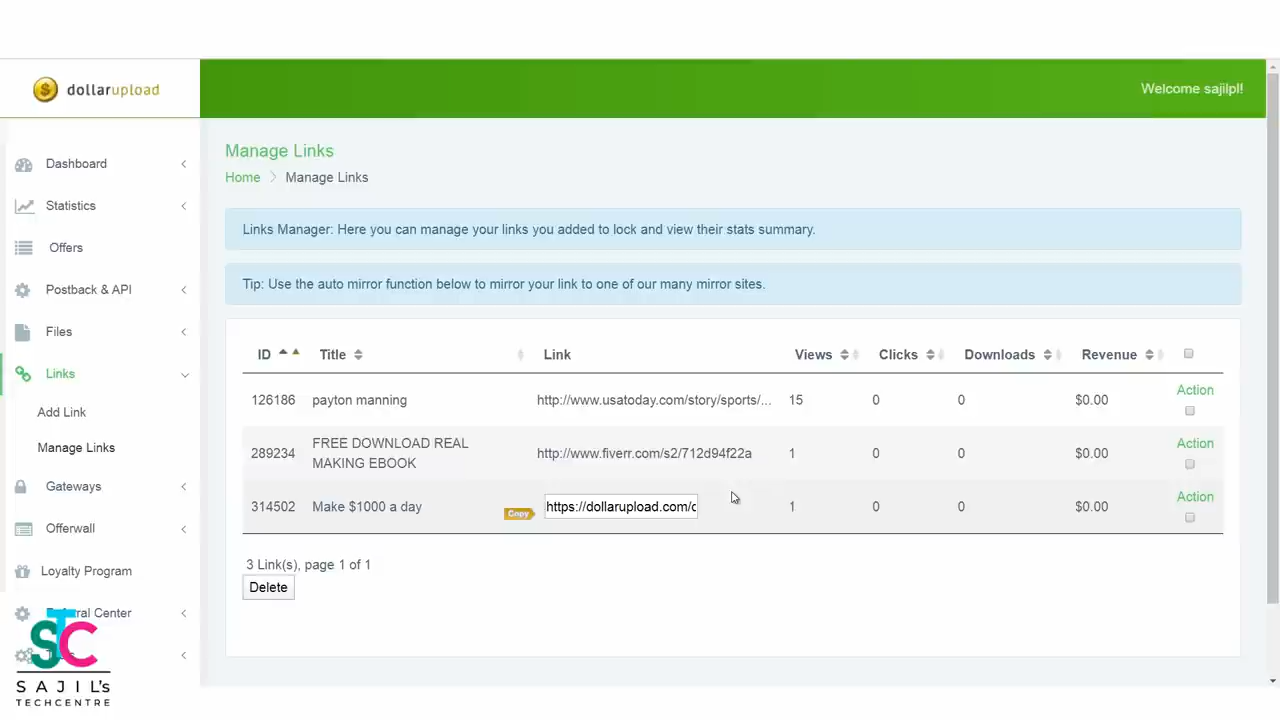 dollarupload
Welcome sajilpl!
Dashboard
Statistics
Offers
Postback & API
Files
Links
Add Link
Manage Links
Gateways
Offerwall
Loyalty Program
Center
STC
SAJIL's
TECHCENTRE
Manage Links
Home > Manage Links
Links Manager: Here you can manage your links you added to lock and view their stats summary.
Tip: Use the auto mirror function below to mirror your link to one of our many mirror sites.
ID Title Link Views Clicks Downloads Revenue
126186 payton manning http://www.usatoday.com/story/sports/... 15 0 0 $0.00 Action
289234 FREE DOWNLOAD REAL MAKING EBOOK http://www.fiverr.com/s2/712d94f22a 1 0 0 $0.00 Action
314502 Make $1000 a day Copy https://dollarupload.com/c 1 0 0 $0.00 Action
3 Link(s), page 1 of 1
Delete